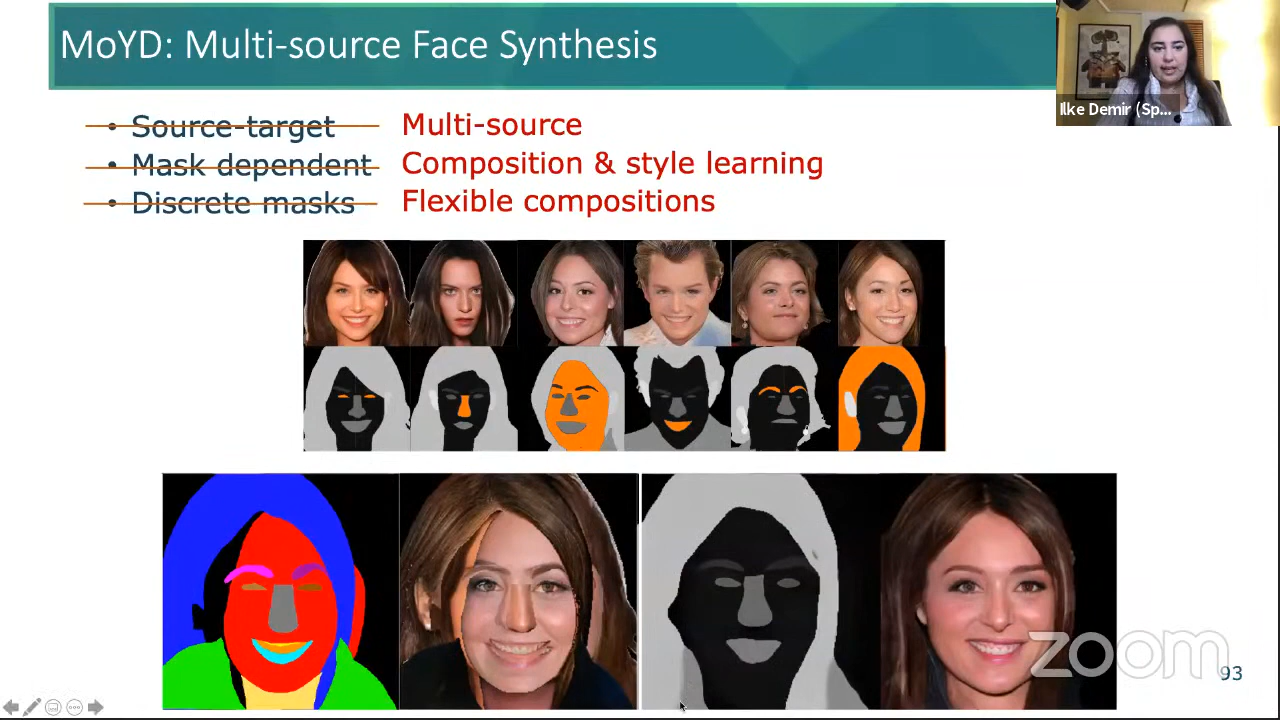 MoYD: Multi-source Face Synthesis
Ilke Demir (Sp...
• Source-target Multi-source
• Mask dependent Composition & style learning
• Discrete masks Flexible compositions
zoom
93